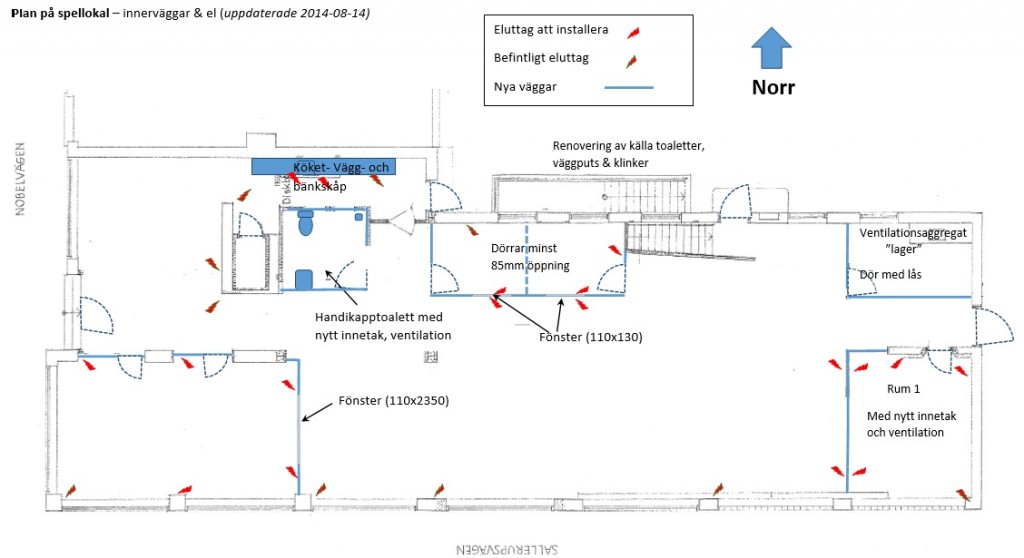 Plan på spellokal – innerväggar & el (uppdaterade 2014-08-14)
Eluttag att installera
Befintligt eluttag
Nya väggar
Norr
NOBELVÄGEN
Renovering av källa toaletter,
väggputs & klinker
Köket- Vägg- och
bänkskåp
Diskb
Dörrar minst
85mm öppning
Ventilationsaggregat
”lager”
Dör med lås
Handikapptoalett med
nytt innetak, ventilation
Fönster (110x130)
Fönster (110x2350)
Rum 1
Med nytt innetak
och ventilation
SALLERUPSVÄGEN